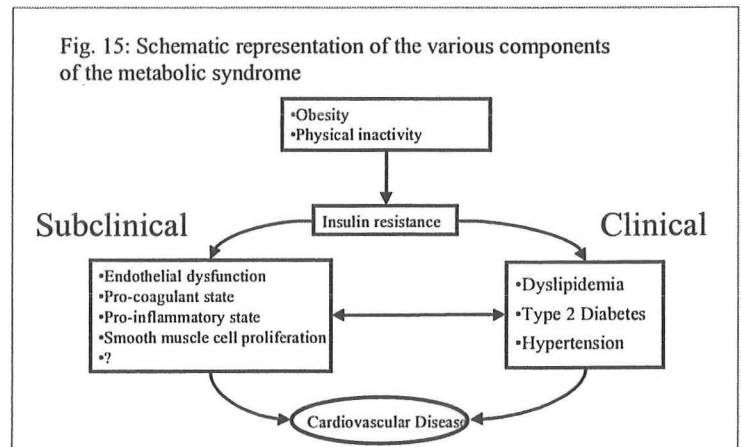 Fig. 15: Schematic representation of the various components
of the metabolic syndrome
•Obesity
•Physical inactivity
Insulin resistance
Subclinical
Clinical
•Endothelial dysfunction
•Pro-coagulant state
•Pro-inflammatory state
•Smooth muscle cell proliferation
•?
•Dyslipidemia
•Type 2 Diabetes
•Hypertension
Cardiovascular Disease